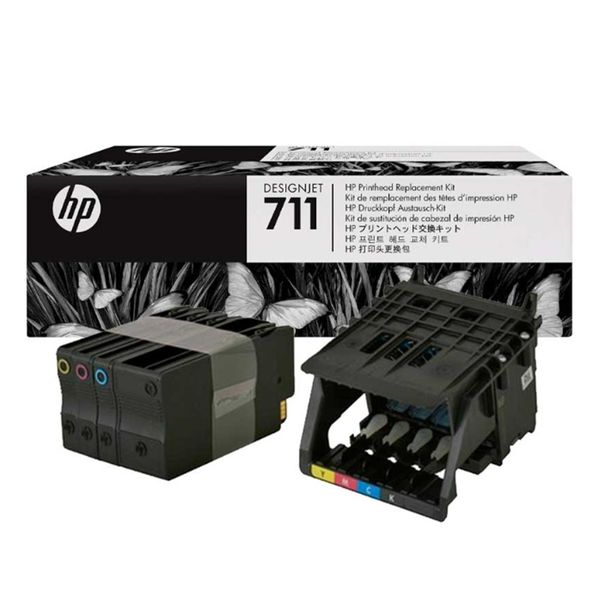 hp
DESIGNJET
711
HP Printhead Replacement Kit
Kit de remplacement des têtes d'impression HP
HP Druckkopf Austausch-Kit
Kit de sustitución de cabezal de impresión HP
HP プリントヘッド交換キット
HP 프린트 헤드 교체 키트
HP 打印头更换包
Y M C K